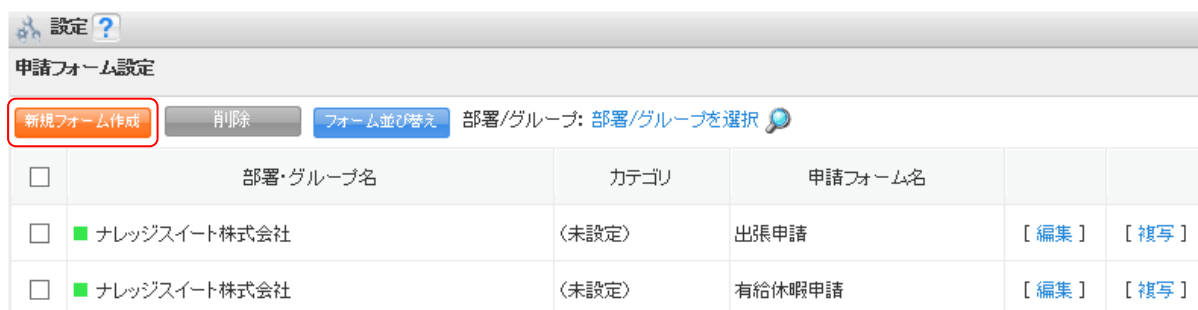 設定 ?
申請フォーム設定
新規フォーム作成 削除 フォーム並び替え 部署/グループ: 部署/グループを選択
部署・グループ名 カテゴリ 申請フォーム名
ナレッジスイート株式会社 (未設定) 出張申請 [ 編集 ] [ 複写 ]
ナレッジスイート株式会社 (未設定) 有給休暇申請 [ 編集 ] [ 複写 ]